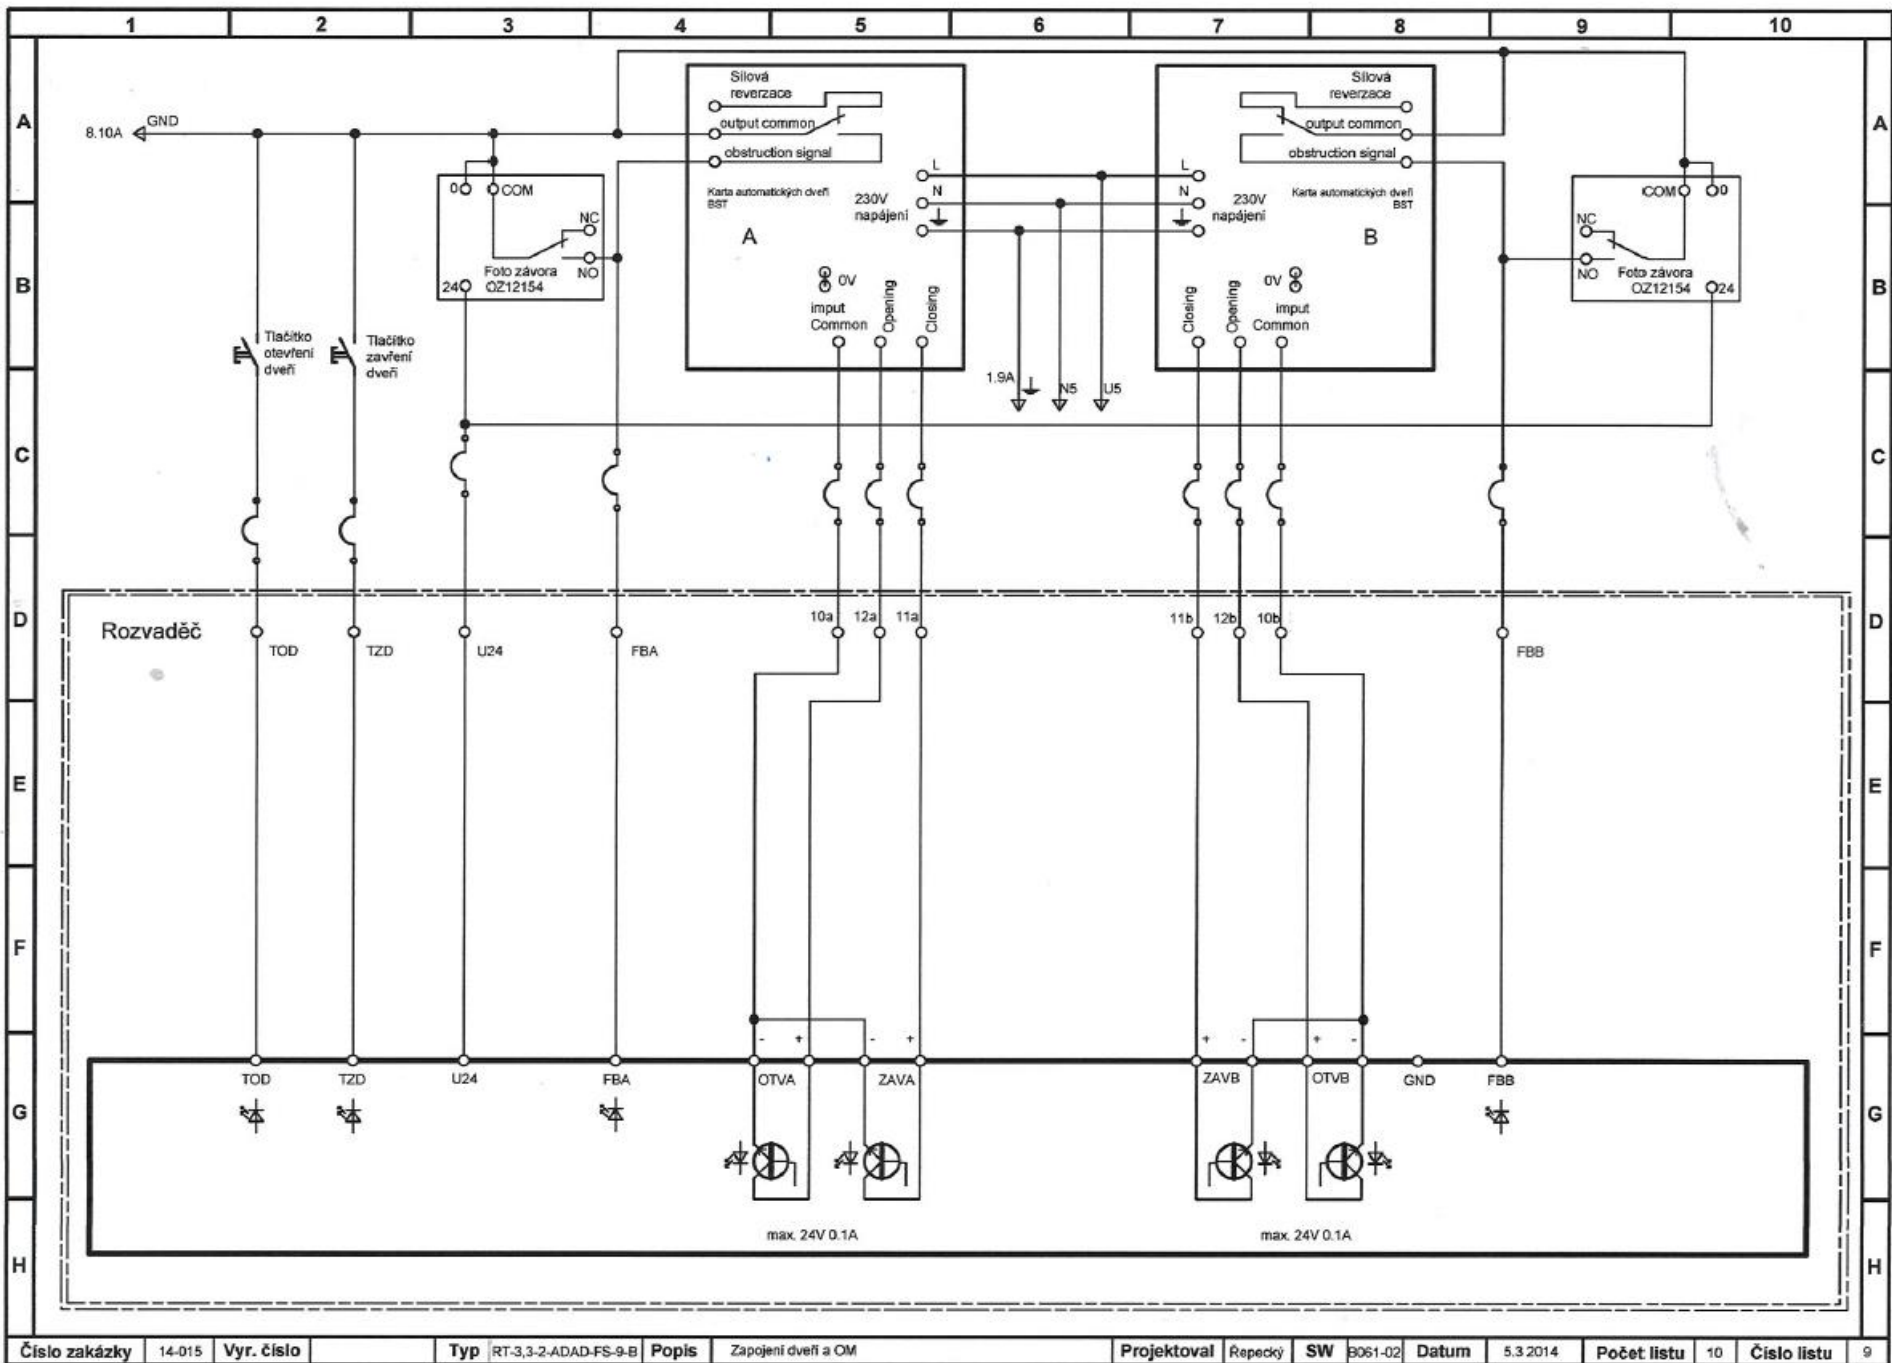 1 2 3 4 5 6 7 8 9 10
A A
B B
C C
D D
E E
F F
G G
H H
8.10A GND
Silová
reverzace
output common
obstruction signal
Karta automatických dveří
BST
A
L
N
230V
napájení
0V
imput
Common
Opening
Closing
Silová
reverzace
output common
obstruction signal
Karta automatických dveří
BST
B
L
N
230V
napájení
0V
imput
Common
Closing
Opening
0 COM
NC
NO
Foto závora
OZ12154
24
COM 0
NC
NO
Foto závora
OZ12154
24
Tlačítko
otevření
dveří
Tlačítko
zavření
dveří
1.9A N5 U5
Rozvaděč
TOD TZD U24 FBA
10a 12a 11a
11b 12b 10b
FBB
- + - +
+ - + -
TOD TZD U24 FBA OTVA ZAVA ZAVB OTVB GND FBB
max. 24V 0.1A
max. 24V 0.1A
Číslo zakázky 14-015 Vyr. číslo Typ RT-3,3-2-ADAD-FS-9-B Popis Zapojení dveří a OM Projektoval Řepecký SW B061-02 Datum 5.3 2014 Počet listu 10 Číslo listu 9